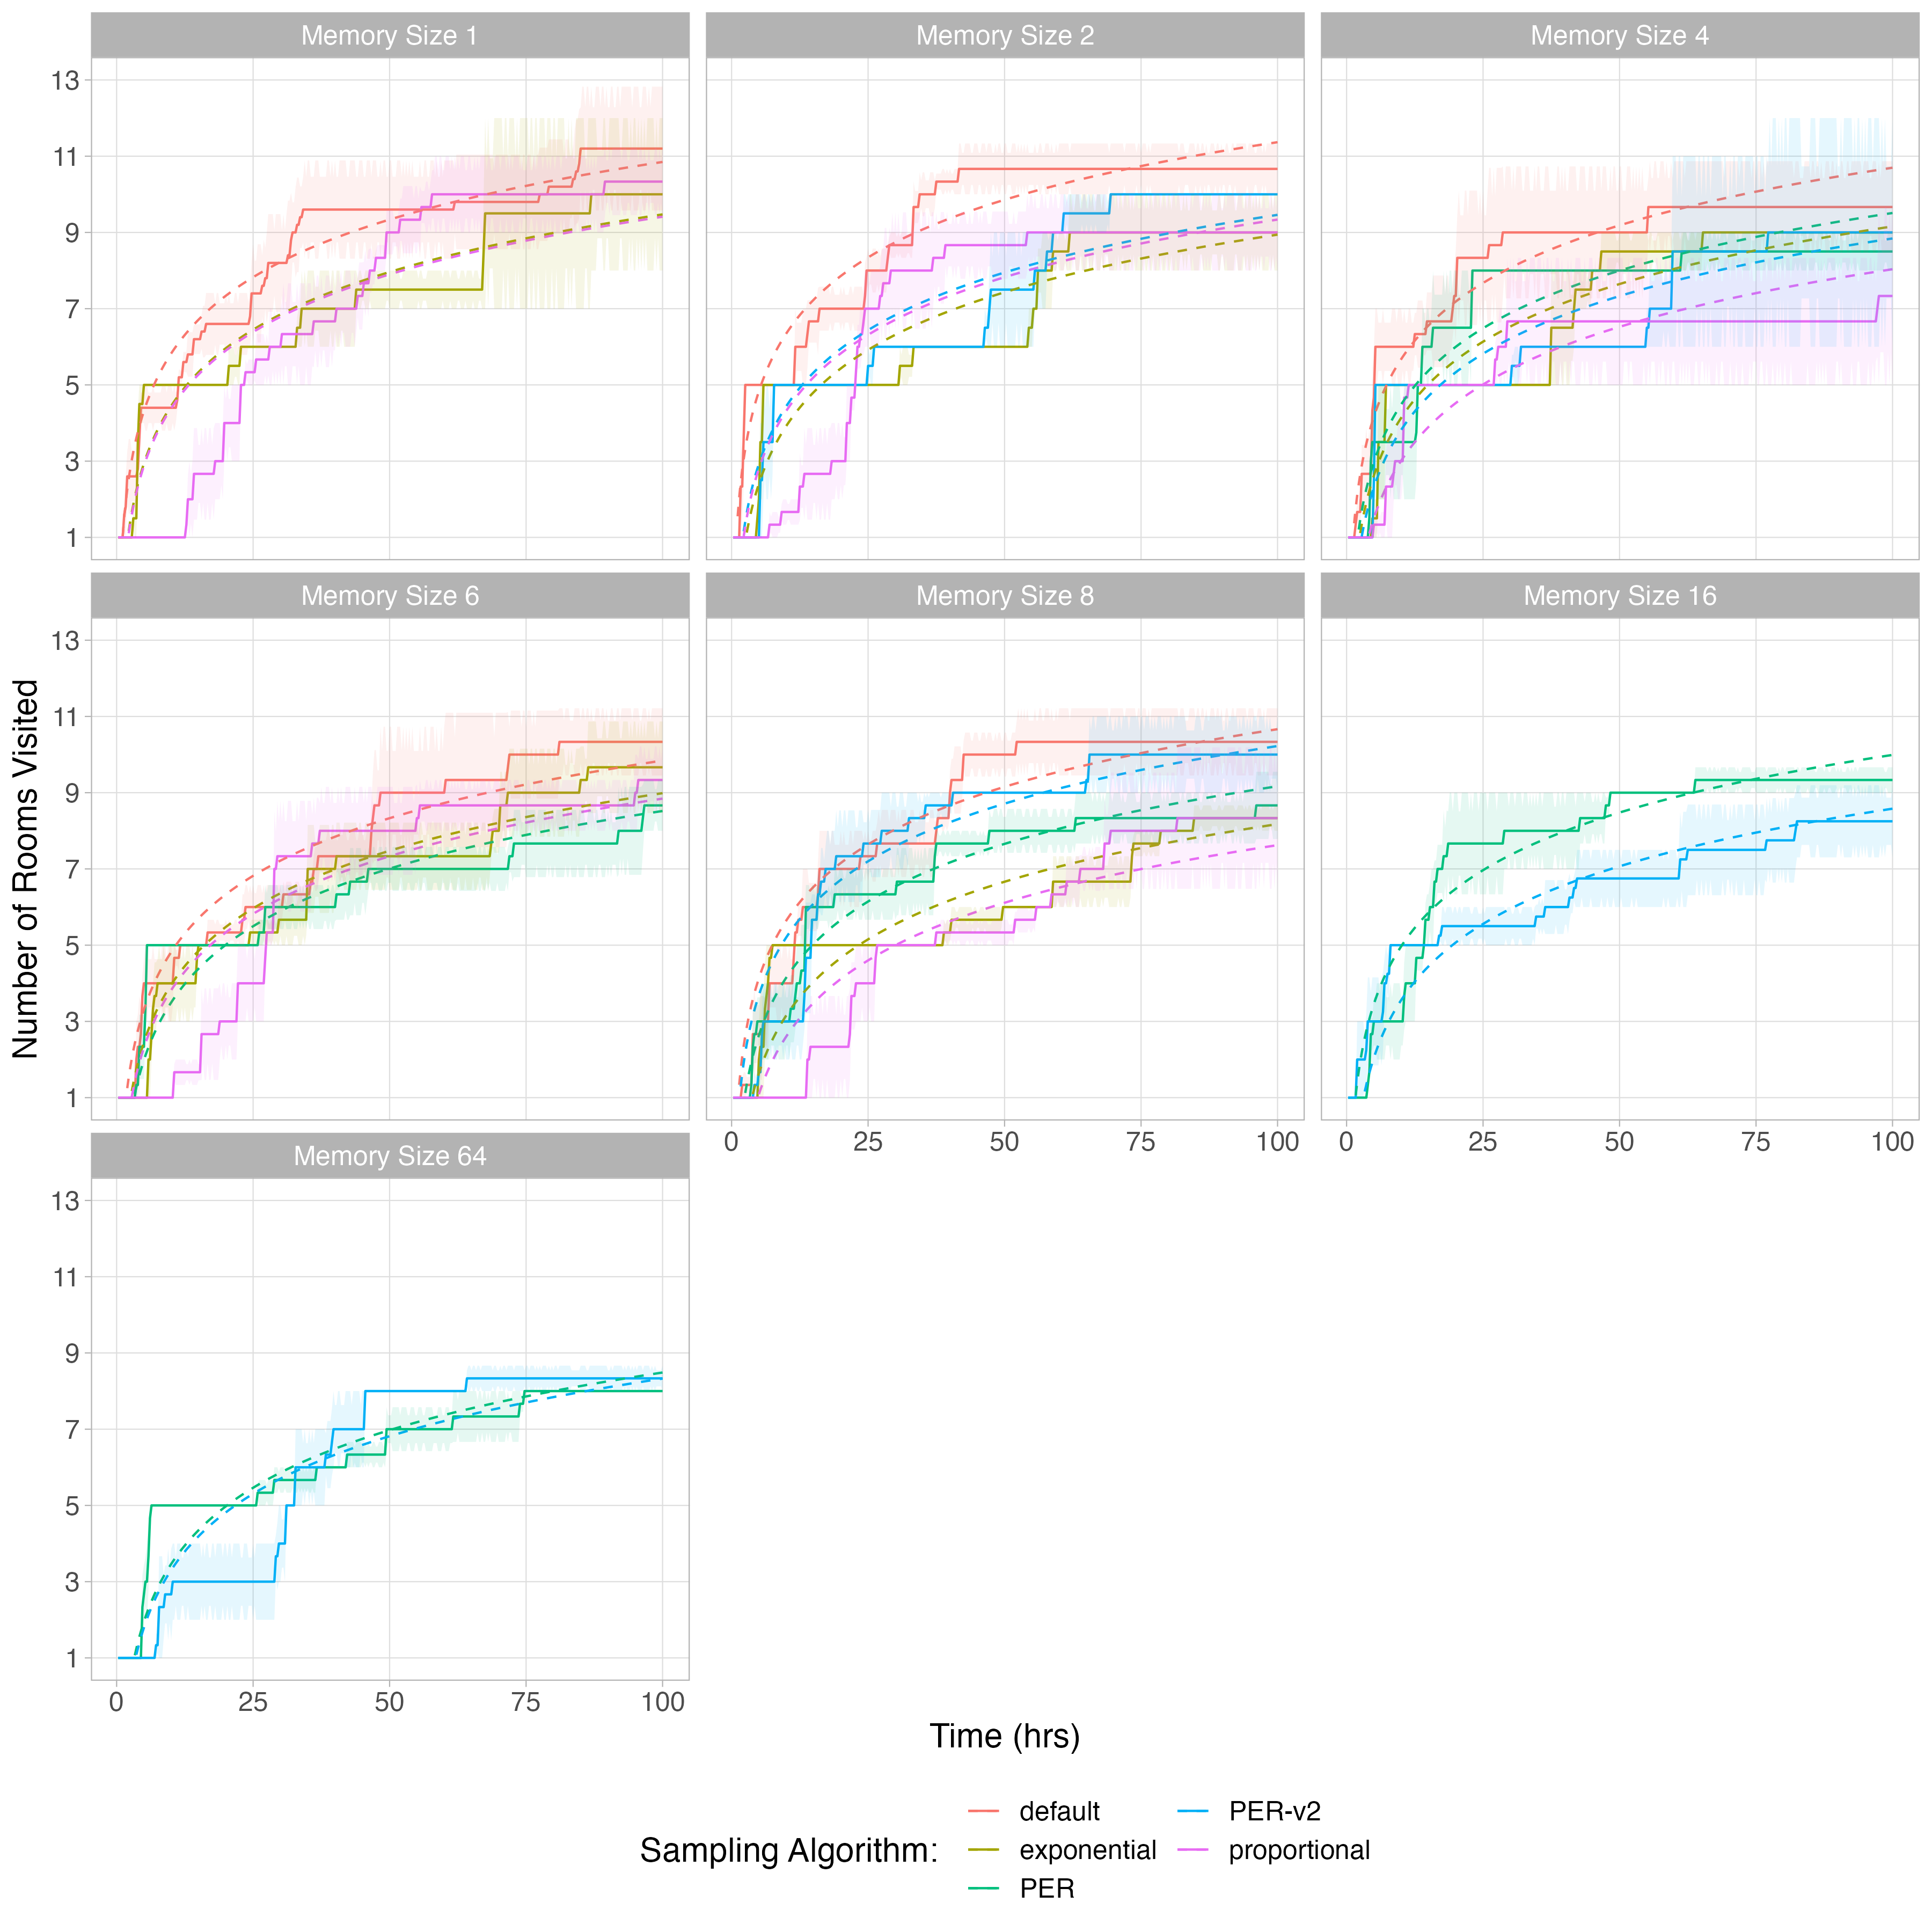 Memory Size 1
Memory Size 2
Memory Size 4
13
11
9
7
5
3
1
Memory Size 6
Memory Size 8
Memory Size 16
13
11
9
7
5
3
1
0 25 50 75 100
0 25 50 75 100
Number of Rooms Visited
Memory Size 64
13
11
9
7
5
3
1
0 25 50 75 100
Time (hrs)
Sampling Algorithm:
default
exponential
PER
PER-v2
proportional